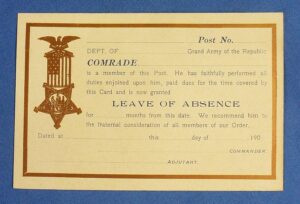 Post No.
DEPT. OF Grand Army of the Republic
COMRADE
is a member of this Post. He has faithfully performed all
duties enjoined upon him, paid dues for the time covered by
this Card and is now granted
LEAVE OF ABSENCE
for months from this date. We recommend him to
the fraternal consideration of all members of our Order.
Dated at this day of 190
COMMANDER.
ADJUTANT.